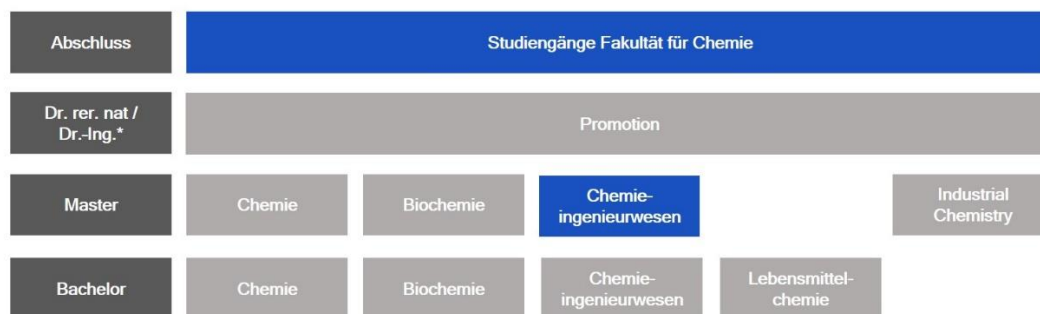 Abschluss
Studiengänge Fakultät für Chemie
Dr. rer. nat /
Dr.-Ing.*
Promotion
Master
Chemie
Biochemie
Chemie-
ingenieurwesen
Industrial
Chemistry
Bachelor
Chemie
Biochemie
Chemie-
ingenieurwesen
Lebensmittel-
chemie